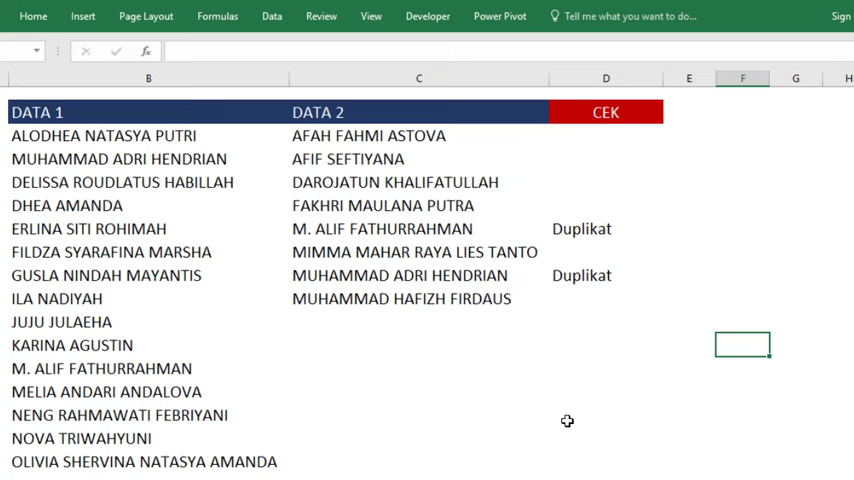 Home Insert Page Layout Formulas Data Review View Developer Power Pivot Tell me what you want to do... Sign
fx
B C D E F G H
DATA 1 DATA 2 CEK
ALODHEA NATASYA PUTRI AFAH FAHMI ASTOVA
MUHAMMAD ADRI HENDRIAN AFIF SEFTIYANA
DELISSA ROUDLATUS HABILLAH DAROJATUN KHALIFATULLAH
DHEA AMANDA FAKHRI MAULANA PUTRA
ERLINA SITI ROHIMAH M. ALIF FATHURRAHMAN Duplikat
FILDZA SYARAFINA MARSHA MIMMA MAHAR RAYA LIES TANTO
GUSLA NINDAH MAYANTIS MUHAMMAD ADRI HENDRIAN Duplikat
ILA NADIYAH MUHAMMAD HAFIZH FIRDAUS
JUJU JULAEHA
KARINA AGUSTIN
M. ALIF FATHURRAHMAN
MELIA ANDARI ANDALOVA
NENG RAHMAWATI FEBRIYANI
NOVA TRIWAHYUNI
OLIVIA SHERVINA NATASYA AMANDA